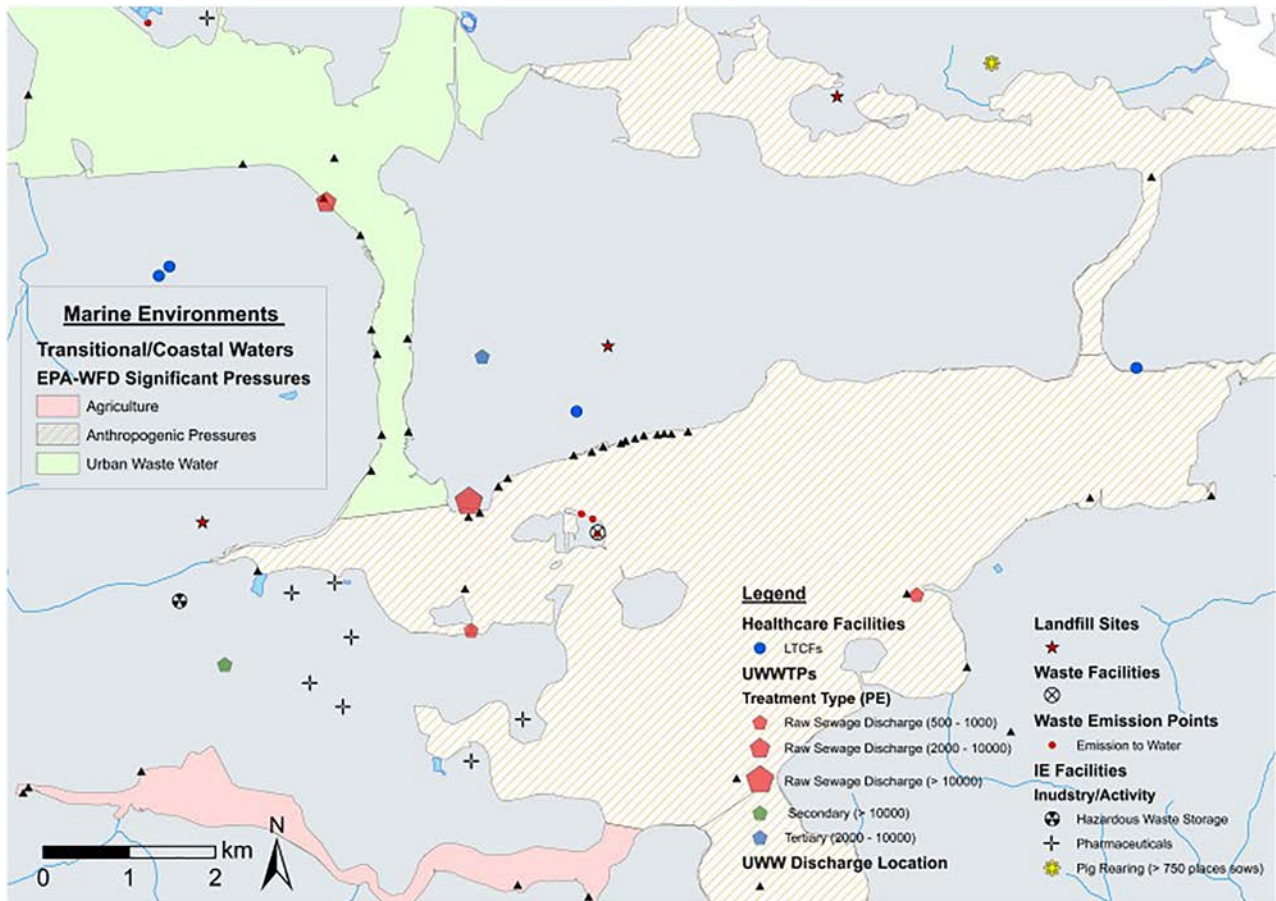 Marine Environments
Transitional/Coastal Waters
EPA-WFD Significant Pressures
Agriculture
Anthropogenic Pressures
Urban Waste Water
Legend
Healthcare Facilities
LTCFs
UWWTPs
Treatment Type (PE)
Raw Sewage Discharge (500 - 1000)
Raw Sewage Discharge (2000 - 10000)
Raw Sewage Discharge (> 10000)
Secondary (> 10000)
Tertiary (2000 - 10000)
UWW Discharge Location
Landfill Sites
Waste Facilities
Waste Emission Points
Emission to Water
IE Facilities
Inudstry/Activity
Hazardous Waste Storage
Pharmaceuticals
Pig Rearing (> 750 places sows)
N
km
0 1 2